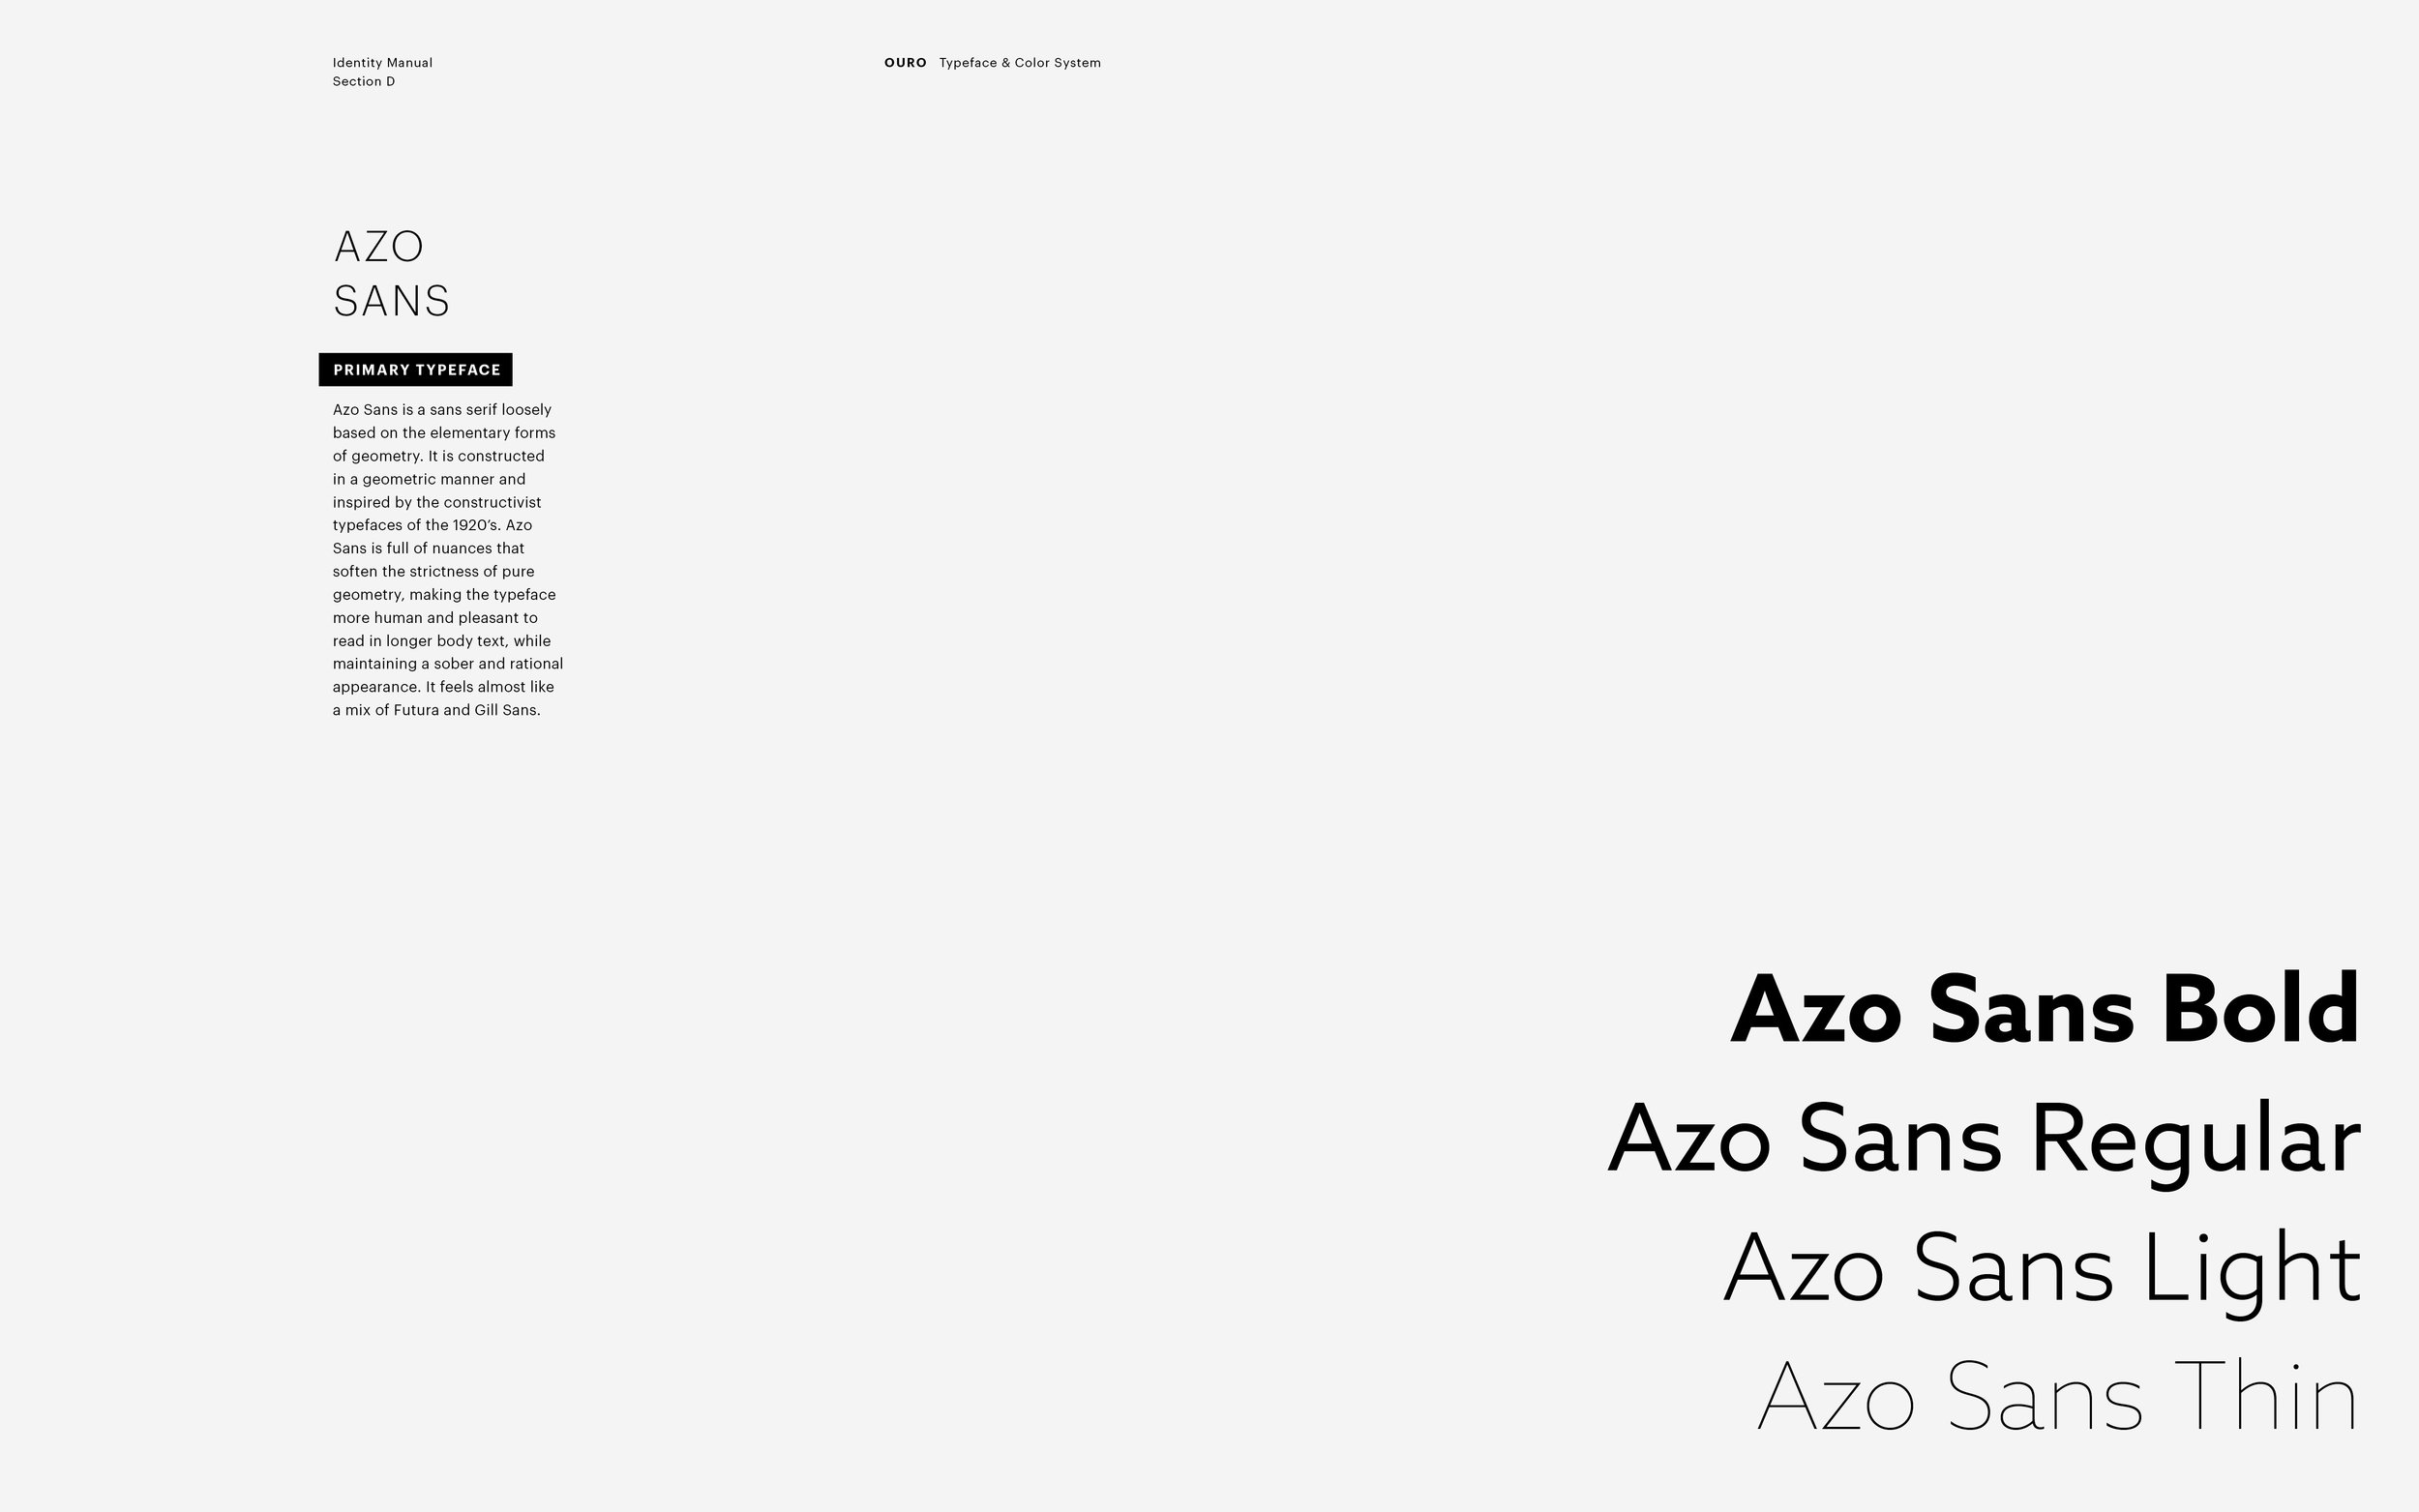 Identity Manual
Section D
OURO Typeface & Color System
AZO
SANS
PRIMARY TYPEFACE
Azo Sans is a sans serif loosely
based on the elementary forms
of geometry. It is constructed
in a geometric manner and
inspired by the constructivist
typefaces of the 1920’s. Azo
Sans is full of nuances that
soften the strictness of pure
geometry, making the typeface
more human and pleasant to
read in longer body text, while
maintaining a sober and rational
appearance. It feels almost like
a mix of Futura and Gill Sans.
Azo Sans Bold
Azo Sans Regular
Azo Sans Light
Azo Sans Thin